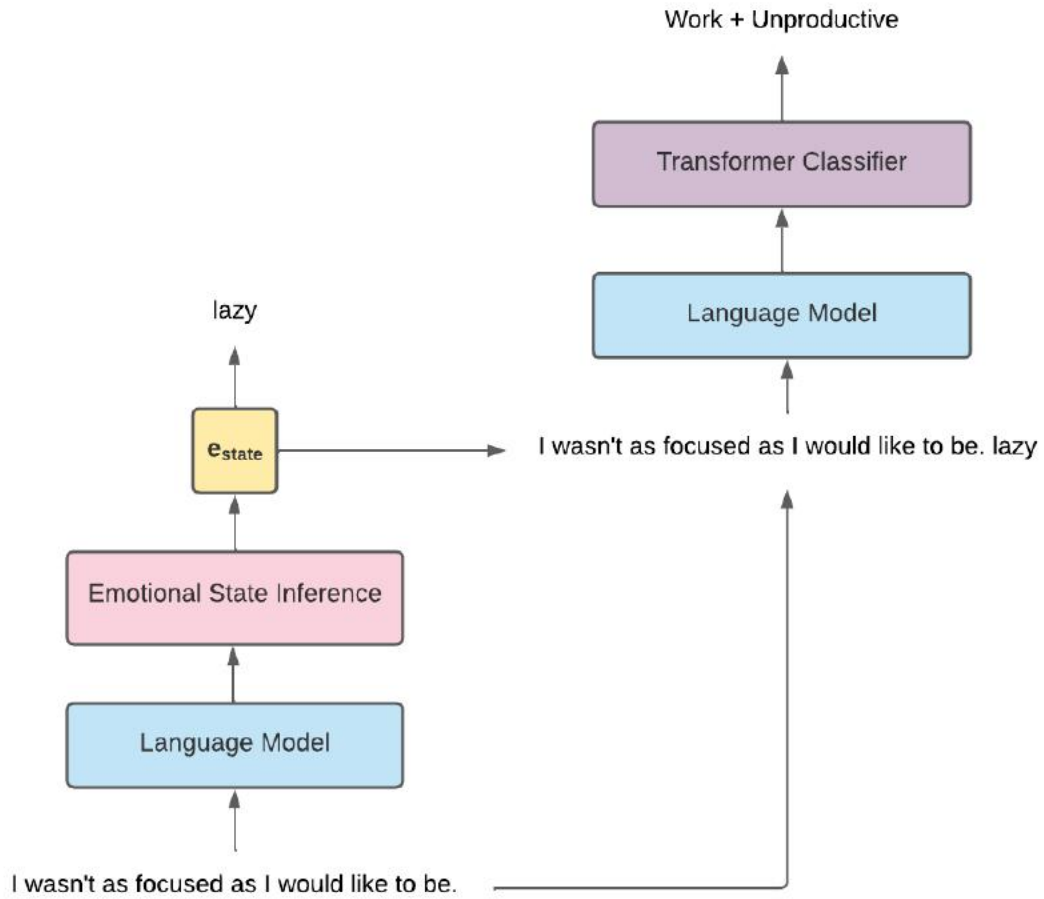 Work + Unproductive
Transformer Classifier
Language Model
lazy
e_state
I wasn't as focused as I would like to be. lazy
Emotional State Inference
Language Model
I wasn't as focused as I would like to be.